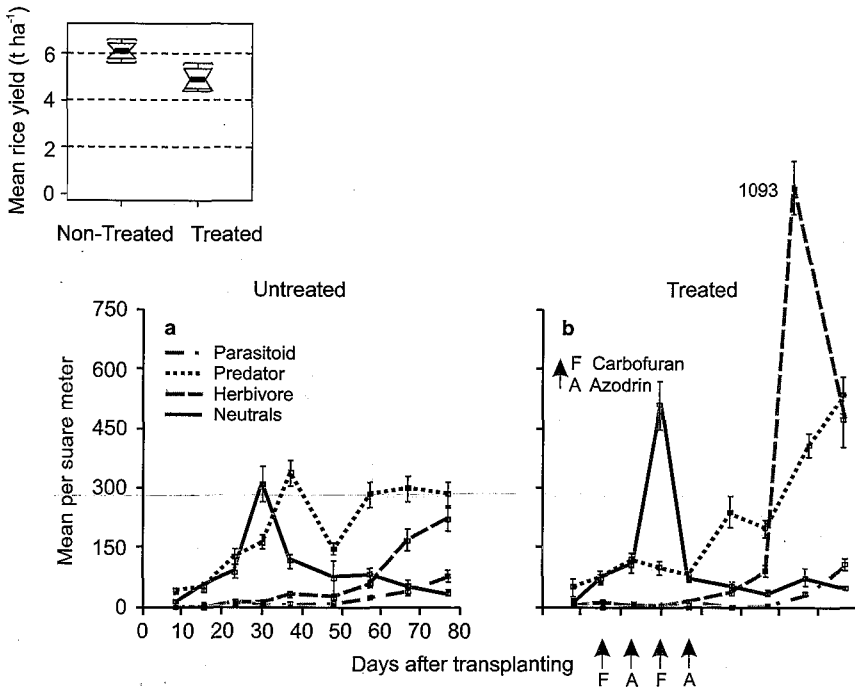 Mean rice yield (t ha⁻¹)
6
4
2
0
Non-Treated Treated
Mean per suare meter
Untreated
750
600
450
300
150
0
a
Parasitoid
Predator
Herbivore
Neutrals
0 10 20 30 40 50 60 70 80
Treated
1093
b
F Carbofuran
A Azodrin
Days after transplanting
F A F A